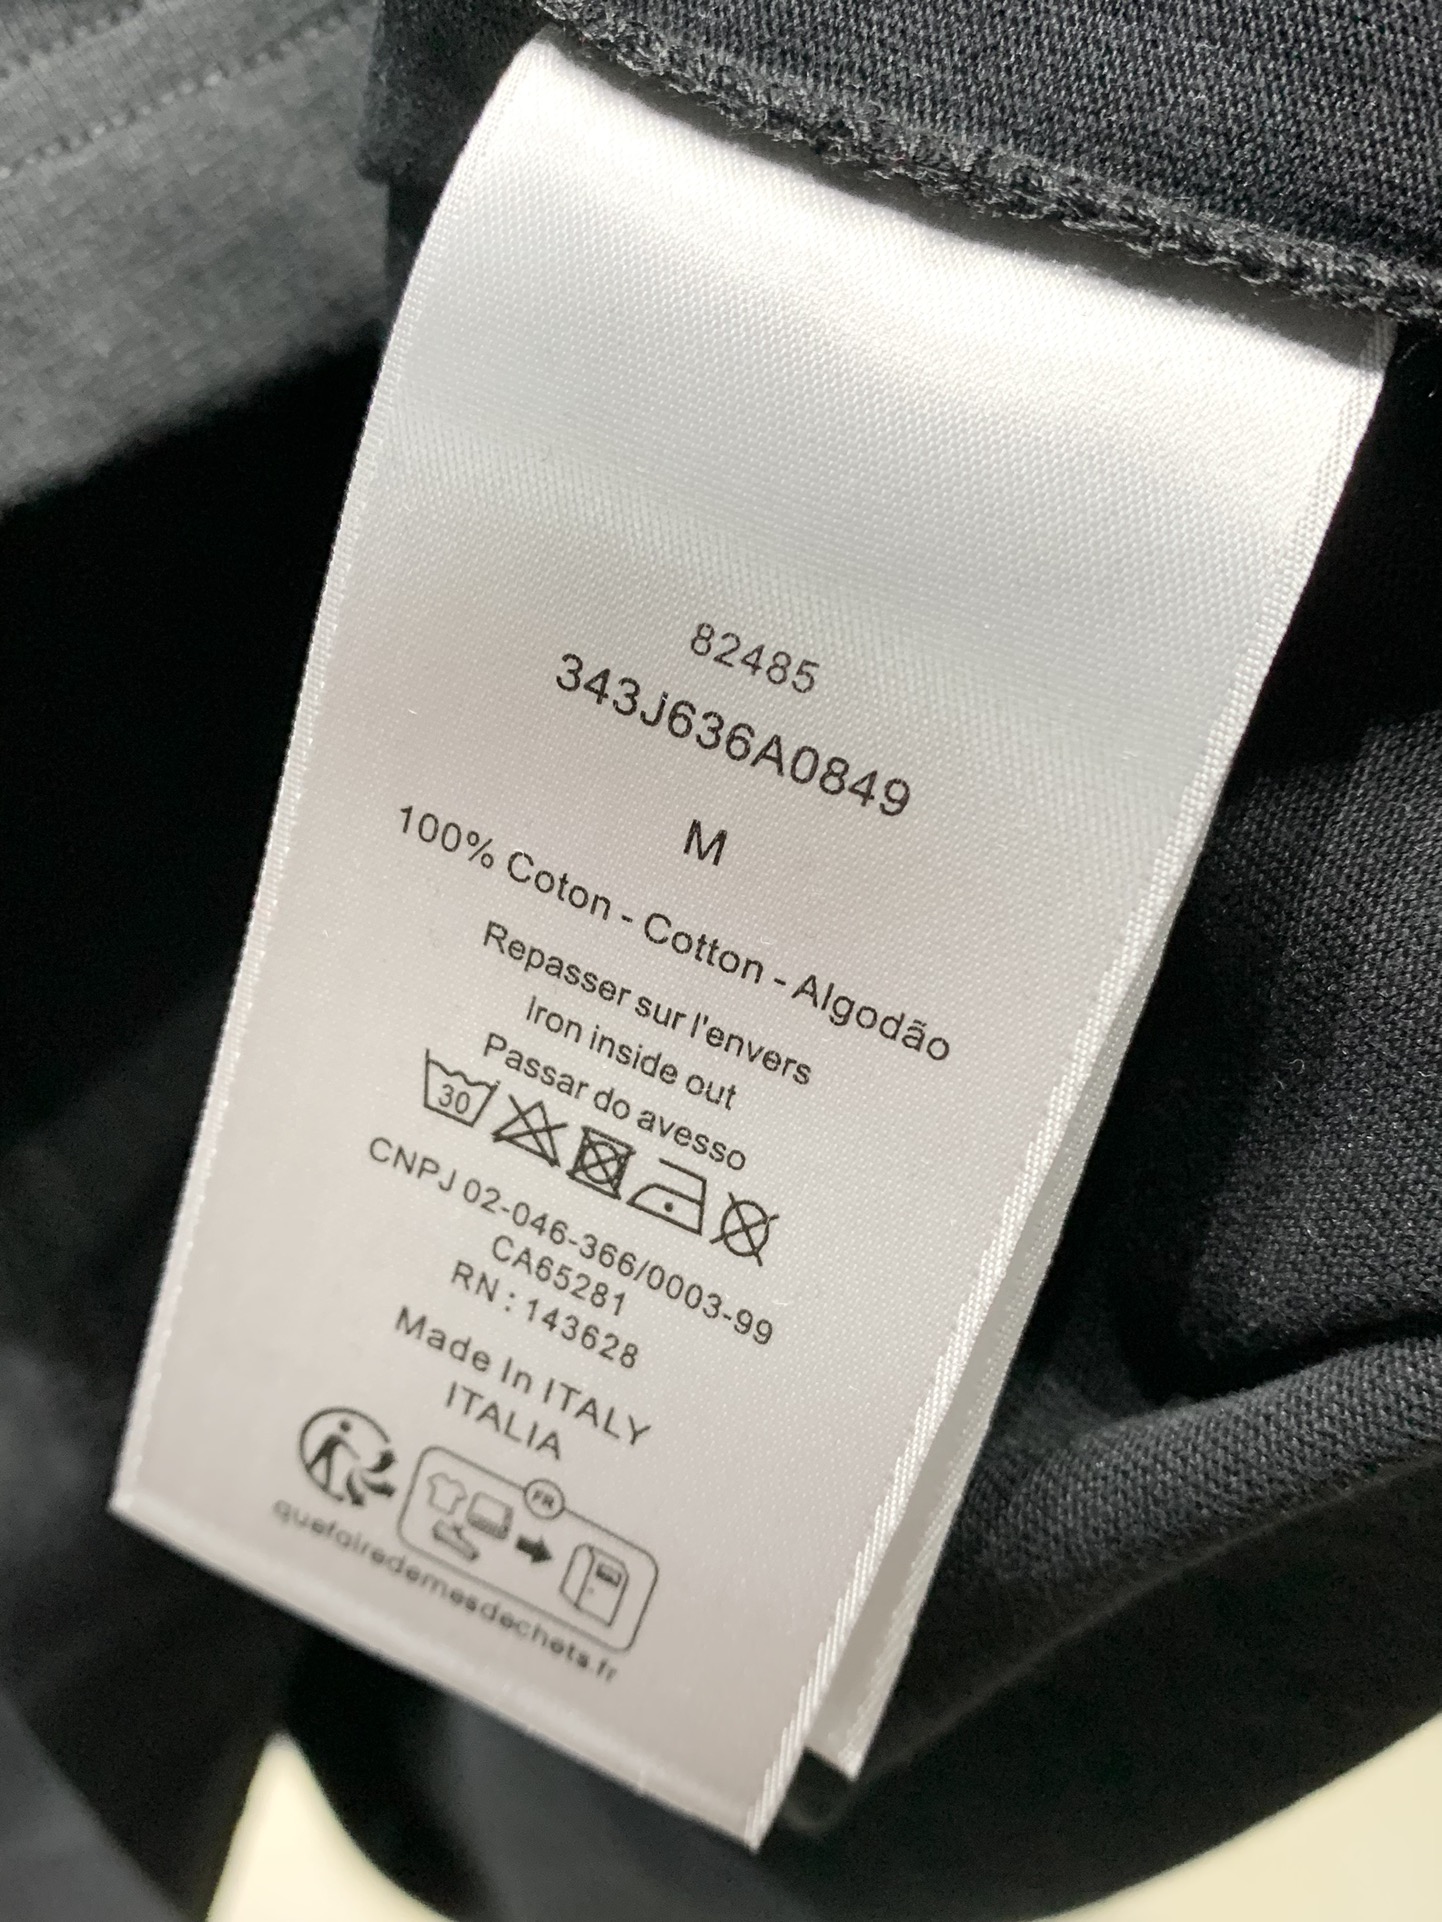 82485
343J636A0849
M
100% Coton - Cotton - Algodão
Repasser sur l'envers
Iron inside out
Passar do avesso
30
CNPJ 02-046-366/0003-99
CA65281
RN : 143628
Made In ITALY
ITALIA
FR
quefairedemesdechets.fr